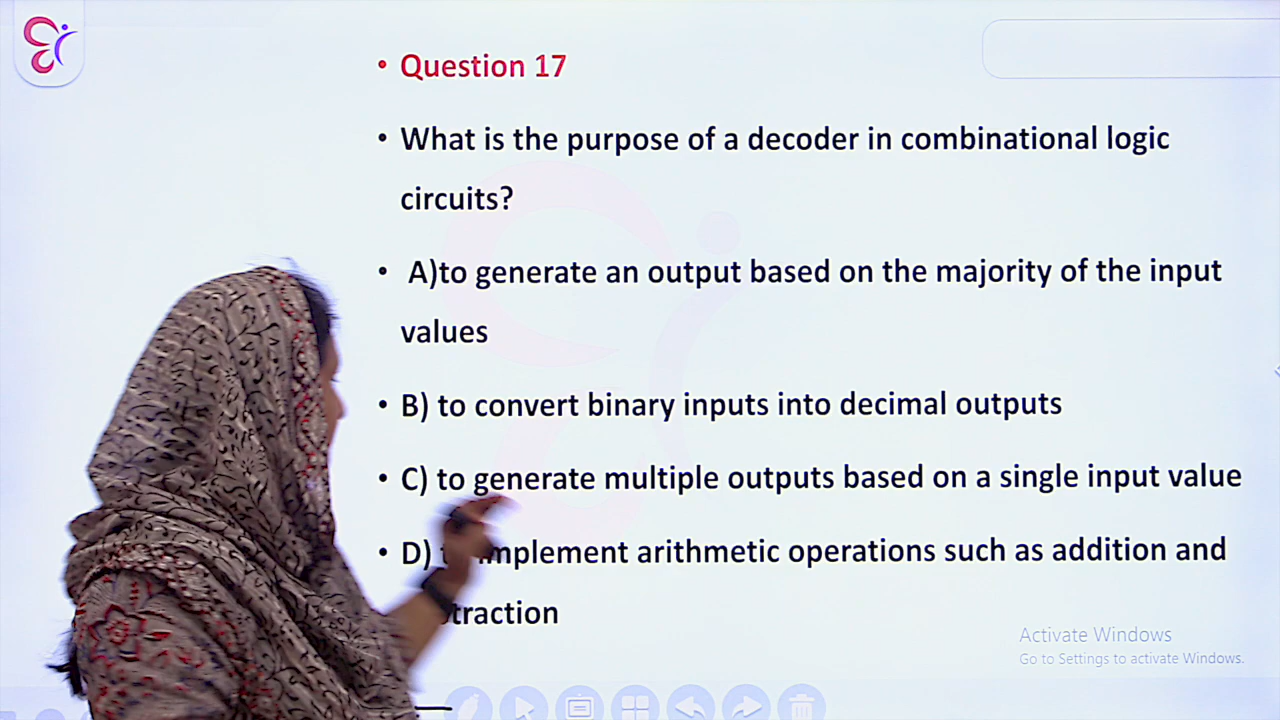 Question 17
What is the purpose of a decoder in combinational logic
circuits?
A)to generate an output based on the majority of the input
values
B) to convert binary inputs into decimal outputs
C) to generate multiple outputs based on a single input value
D) implement arithmetic operations such as addition and
traction
Activate Windows
Go to Settings to activate Windows.